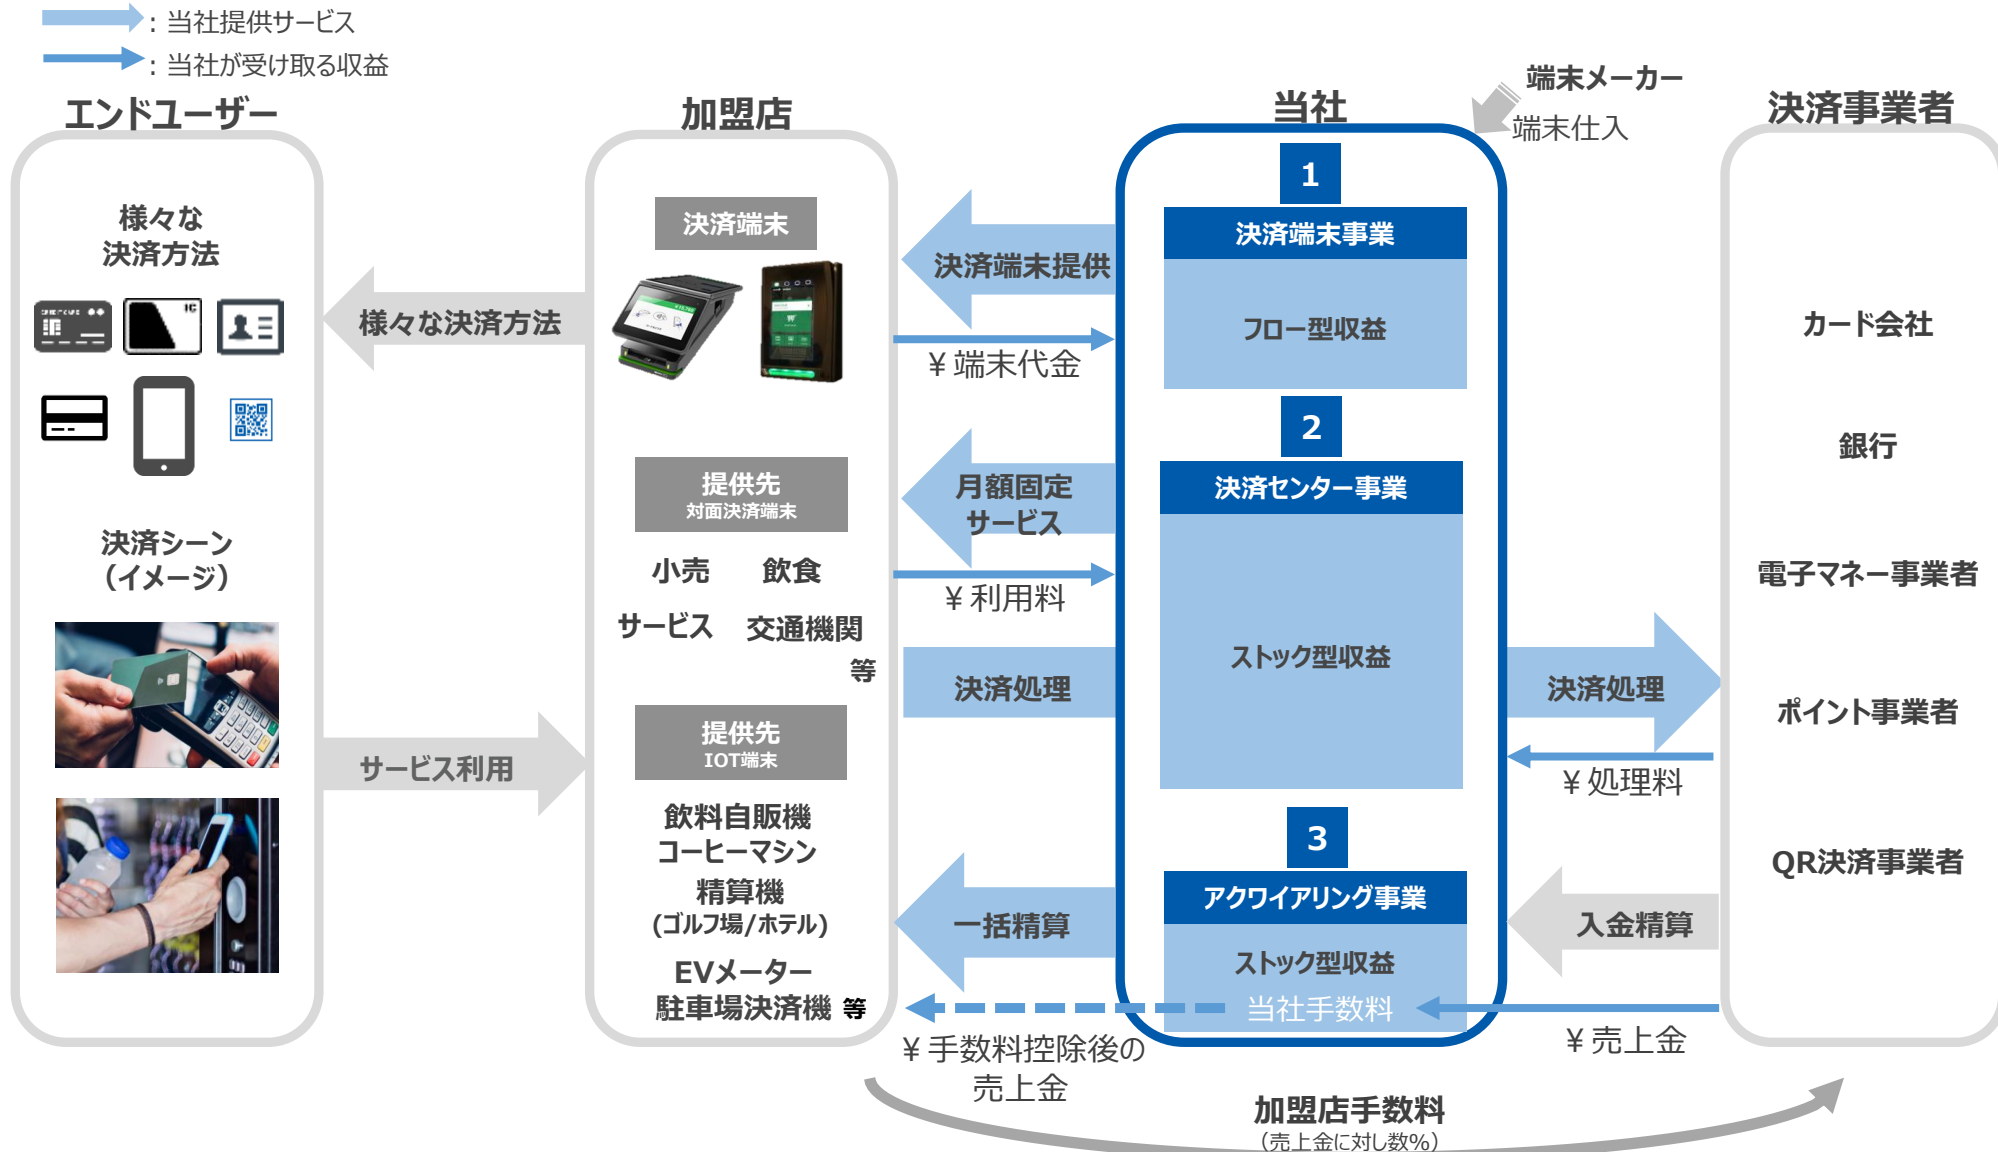 ：当社提供サービス
：当社が受け取る収益
エンドユーザー
様々な
決済方法
IC
決済シーン
（イメージ）
様々な決済方法
サービス利用
加盟店
決済端末
提供先
対面決済端末
小売　飲食
サービス　交通機関
等
提供先
IOT端末
飲料自販機
コーヒーマシン
精算機
(ゴルフ場/ホテル)
EVメーター
駐車場決済機 等
決済端末提供
¥ 端末代金
月額固定
サービス
¥ 利用料
決済処理
一括精算
¥ 手数料控除後の
売上金
当社
1
決済端末事業
フロー型収益
2
決済センター事業
ストック型収益
3
アクワイアリング事業
ストック型収益
当社手数料
端末メーカー
端末仕入
決済処理
¥ 処理料
入金精算
¥ 売上金
決済事業者
カード会社
銀行
電子マネー事業者
ポイント事業者
QR決済事業者
加盟店手数料
（売上金に対し数%）